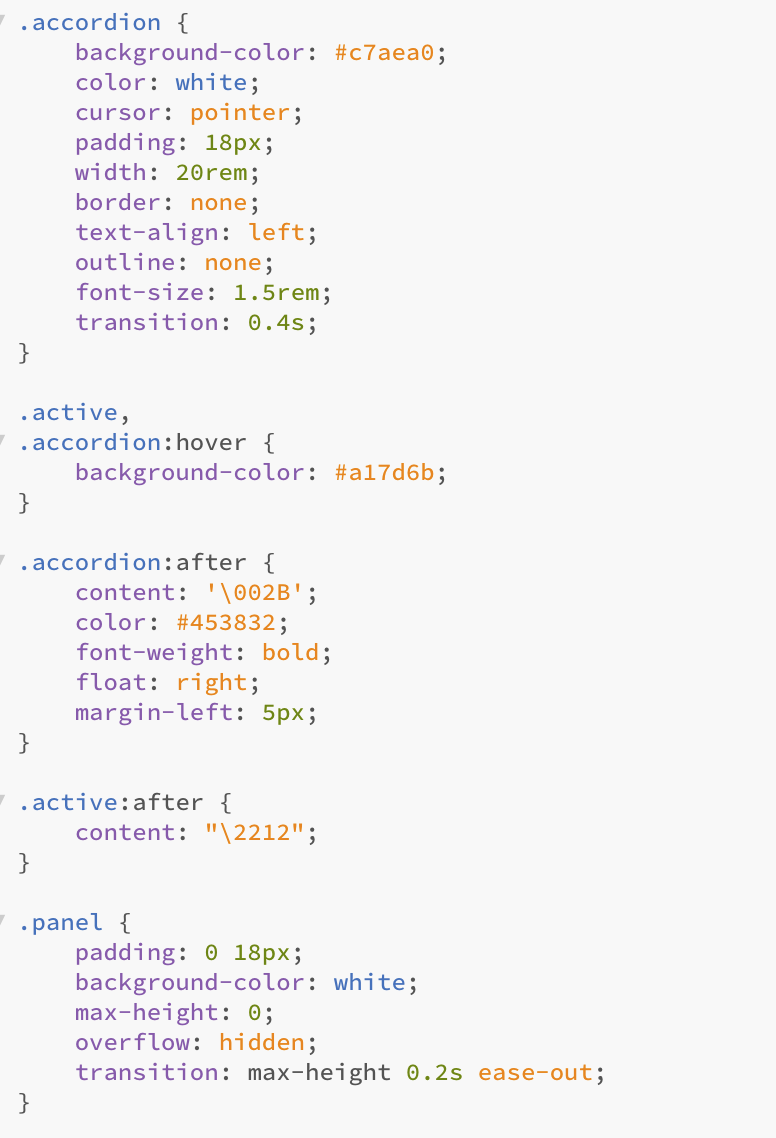 .accordion {
    background-color: #c7aea0;
    color: white;
    cursor: pointer;
    padding: 18px;
    width: 20rem;
    border: none;
    text-align: left;
    outline: none;
    font-size: 1.5rem;
    transition: 0.4s;
}

.active,
.accordion:hover {
    background-color: #a17d6b;
}

.accordion:after {
    content: '\002B';
    color: #453832;
    font-weight: bold;
    float: right;
    margin-left: 5px;
}

.active:after {
    content: "\2212";
}

.panel {
    padding: 0 18px;
    background-color: white;
    max-height: 0;
    overflow: hidden;
    transition: max-height 0.2s ease-out;
}